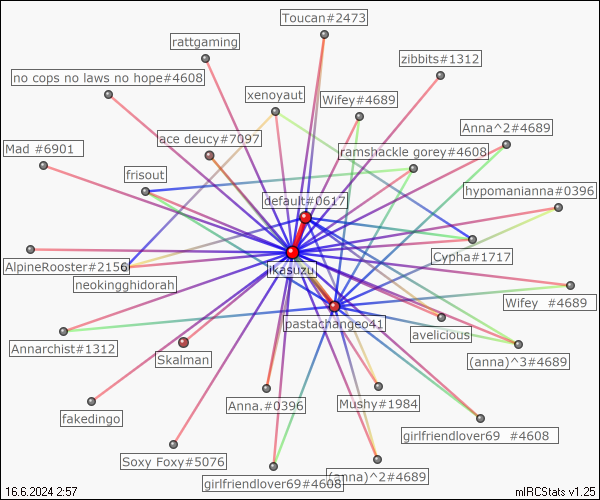 Toucan#2473
rattgaming
zibbits#1312
no cops no laws no hope#4608
xenoyaut
Wifey#4689
Anna^2#4689
ace deucy#7097
Mad #6901
ramshackle gorey#4608
frisout
hypomanianna#0396
default#0617
Cypha#1717
AlpineRooster#2156
ikasuzu
neokingghidorah
Wifey #4689
pastachangeo41
avelicious
Annarchist#1312
Skalman
(anna)^3#4689
Anna.#0396
Mushy#1984
fakedingo
girlfriendlover69 #4608
Soxy Foxy#5076
(anna)^2#4689
girlfriendlover69#4608
16.6.2024 2:57
mIRCStats v1.25